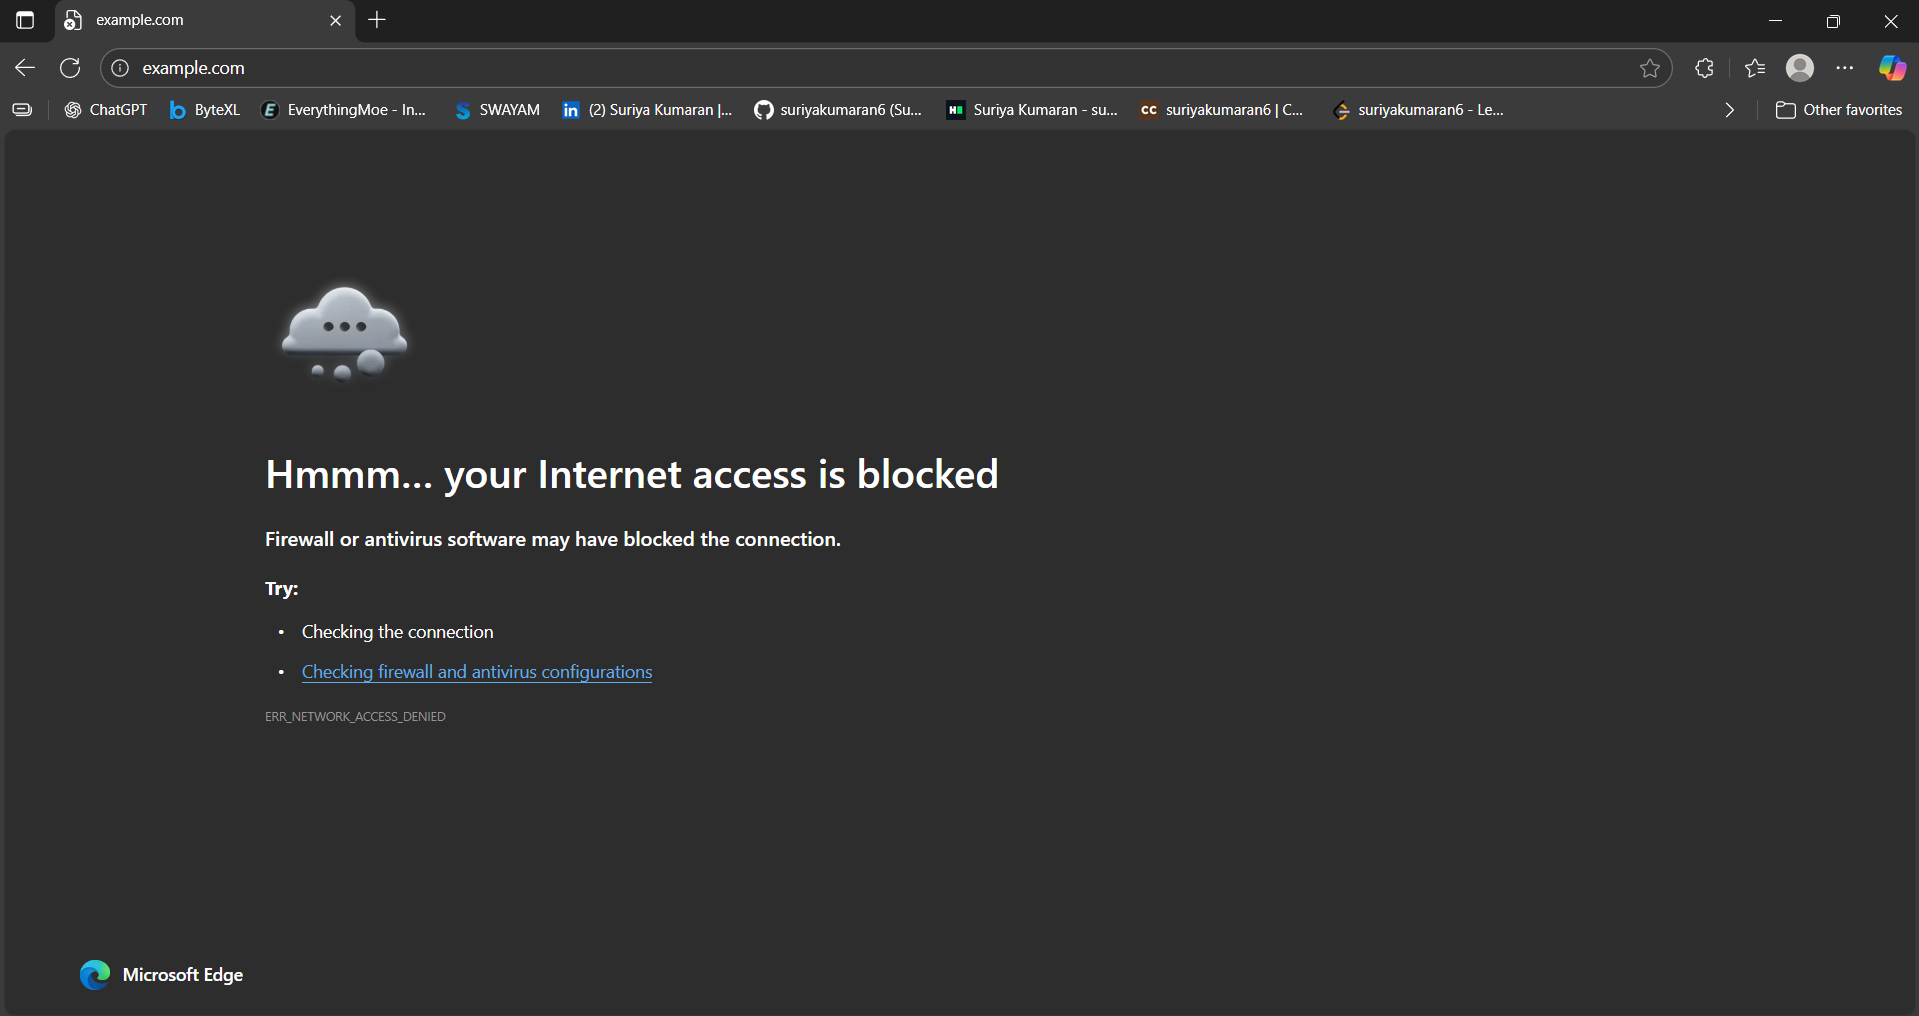 example.com
example.com
ChatGPT
ByteXL
EverythingMoe - In...
SWAYAM
(2) Suriya Kumaran |...
suriyakumaran6 (Su...
Suriya Kumaran - su...
suriyakumaran6 | C...
suriyakumaran6 - Le...
Other favorites
Hmmm... your Internet access is blocked
Firewall or antivirus software may have blocked the connection.
Try:
• Checking the connection
• Checking firewall and antivirus configurations
ERR_NETWORK_ACCESS_DENIED
Microsoft Edge